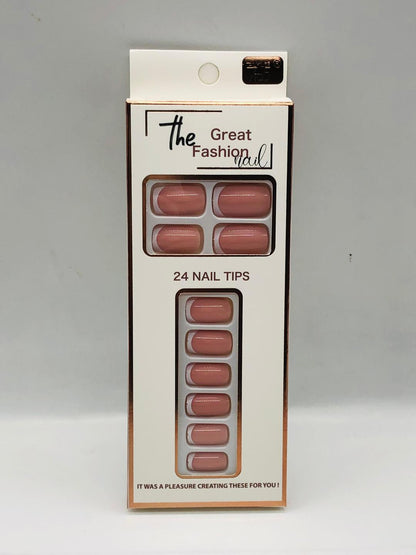 The Great
Fashion nail
24 NAIL TIPS
IT WAS A PLEASURE CREATING THESE FOR YOU !